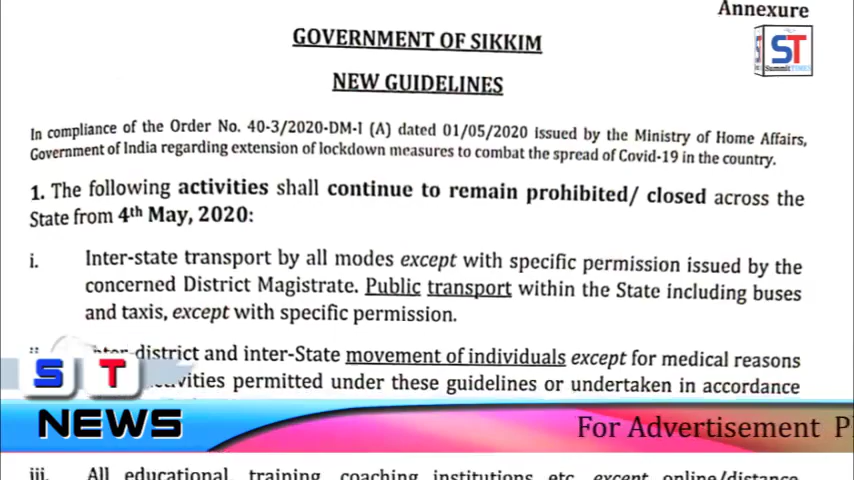 Annexure
ST
SummitTIMES
GOVERNMENT OF SIKKIM
NEW GUIDELINES
In compliance of the Order No. 40-3/2020-DM-I (A) dated 01/05/2020 issued by the Ministry of Home Affairs,
Government of India regarding extension of lockdown measures to combat the spread of Covid-19 in the country.
1. The following activities shall continue to remain prohibited/ closed across the
State from 4th May, 2020:
i. Inter-state transport by all modes except with specific permission issued by the
concerned District Magistrate. Public transport within the State including buses
and taxis, except with specific permission.
ii. Inter-district and inter-State movement of individuals except for medical reasons
activities permitted under these guidelines or undertaken in accordance
S T
NEWS
For Advertisement
iii. All educational, training, coaching institutions etc. except online/distance